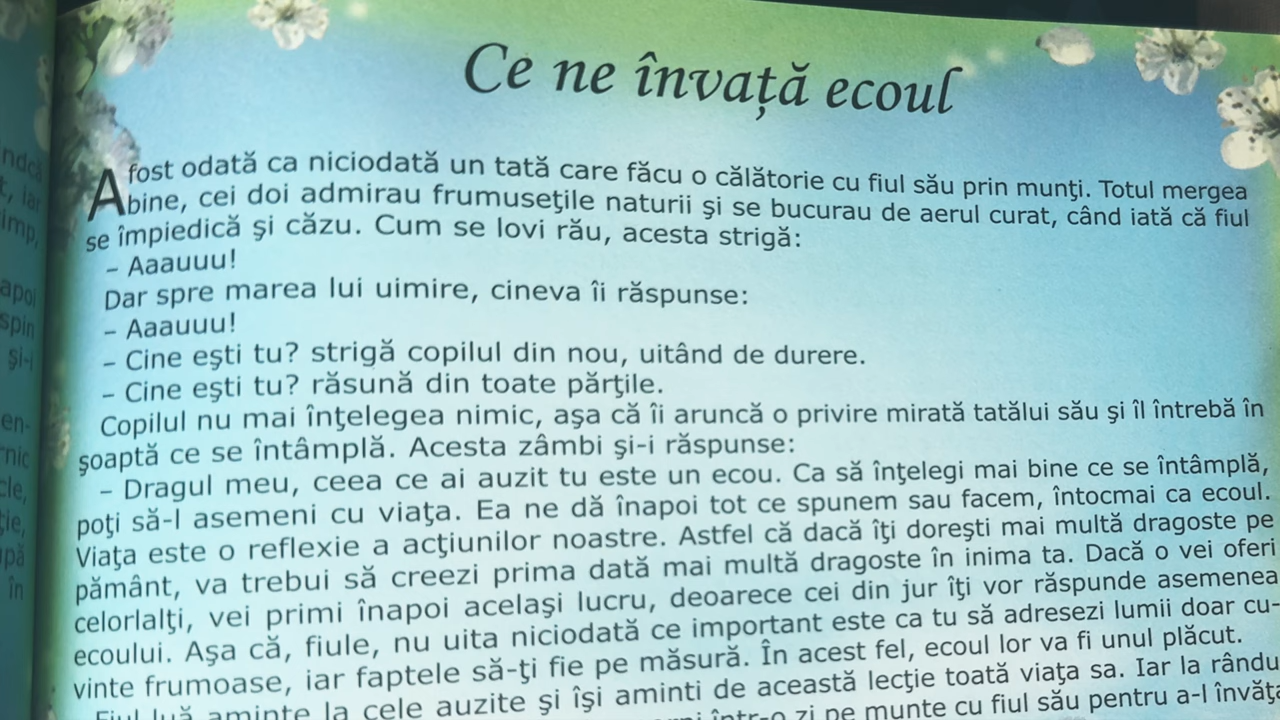 Ce ne învață ecoul
A fost odată ca niciodată un tată care făcu o călătorie cu fiul său prin munţi. Totul mergea
bine, cei doi admirau frumuseţile naturii şi se bucurau de aerul curat, când iată că fiul
se împiedică şi căzu. Cum se lovi rău, acesta strigă:
– Aaauuu!
Dar spre marea lui uimire, cineva îi răspunse:
– Aaauuu!
– Cine eşti tu? strigă copilul din nou, uitând de durere.
– Cine eşti tu? răsună din toate părţile.
Copilul nu mai înţelegea nimic, aşa că îi aruncă o privire mirată tatălui său şi îl întrebă în
şoaptă ce se întâmplă. Acesta zâmbi şi-i răspunse:
– Dragul meu, ceea ce ai auzit tu este un ecou. Ca să înţelegi mai bine ce se întâmplă,
poţi să-l asemeni cu viaţa. Ea ne dă înapoi tot ce spunem sau facem, întocmai ca ecoul.
Viaţa este o reflexie a acţiunilor noastre. Astfel că dacă îţi doreşti mai multă dragoste pe
pământ, va trebui să creezi prima dată mai multă dragoste în inima ta. Dacă o vei oferi
celorlalţi, vei primi înapoi acelaşi lucru, deoarece cei din jur îţi vor răspunde asemenea
ecoului. Aşa că, fiule, nu uita niciodată ce important este ca tu să adresezi lumii doar cu-
vinte frumoase, iar faptele să-ţi fie pe măsură. În acest fel, ecoul lor va fi unul plăcut.
Fiul luă aminte la cele auzite şi îşi aminti de această lecţie toată viaţa sa. Iar la rându
într-o zi pe munte cu fiul său pentru a-l învăţa